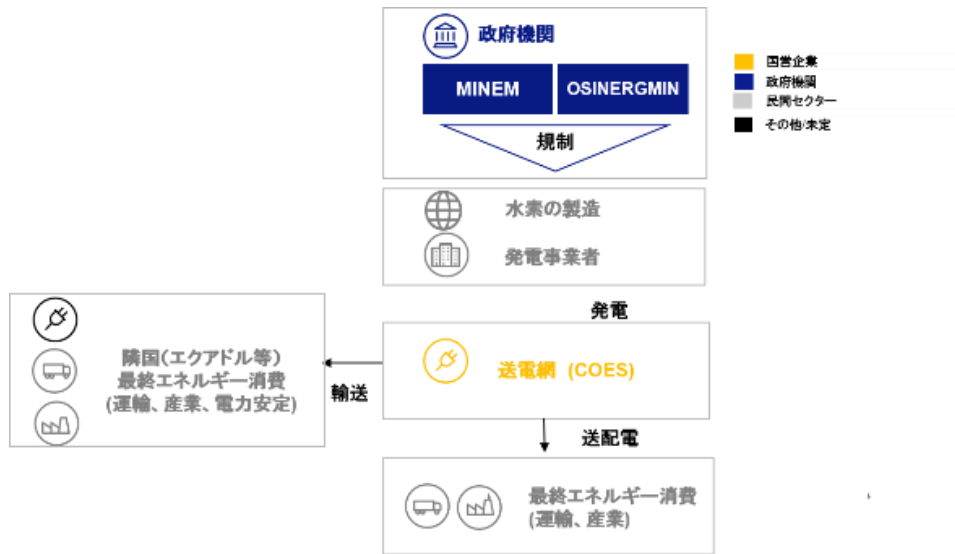 政府機関
MINEM
OSINERGMIN
規制
国営企業
政府機関
民間セクター
その他/未定
水素の製造
発電事業者
発電
隣国(エクアドル等)
最終エネルギー消費
(運輸、産業、電力安定)
輸送
送電網 (COES)
送配電
最終エネルギー消費
(運輸、産業)